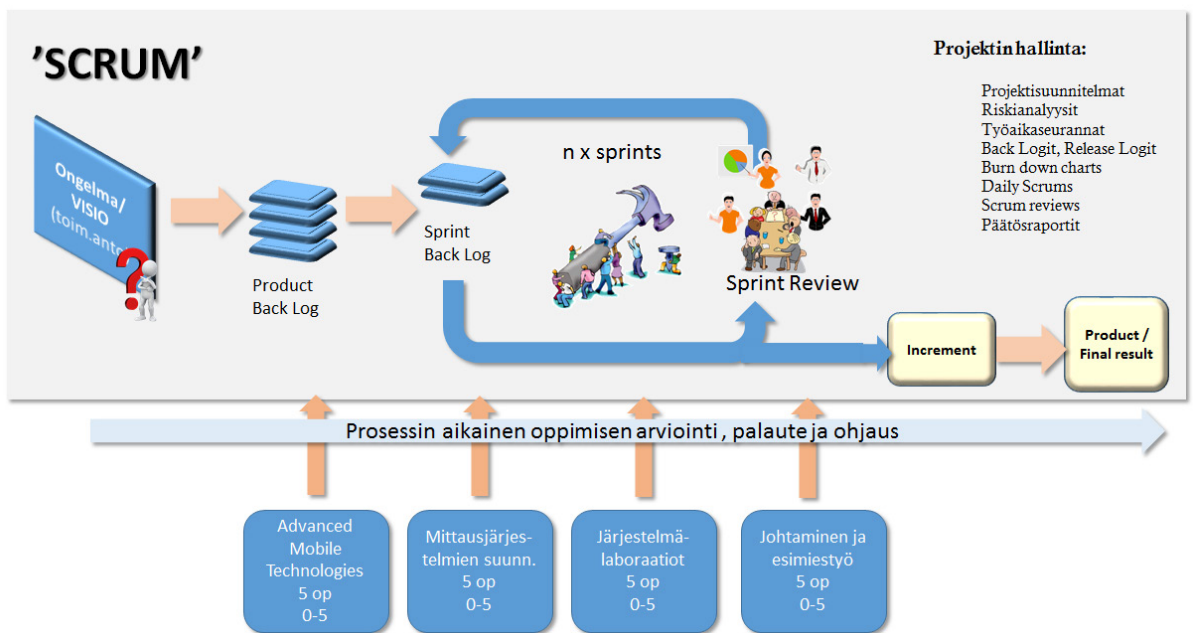 'SCRUM'
Projektin hallinta:
Projektisuunnitelmat
Riskianalyysit
Työaikaseurannat
Back Logit, Release Logit
Burn down charts
Daily Scrums
Scrum reviews
Päätösraportit
Ongelma/
VISIO
(toim.anto
?
Product
Back Log
Sprint
Back Log
n x sprints
Sprint Review
Increment
Product /
Final result
Prosessin aikainen oppimisen arviointi , palaute ja ohjaus
Advanced
Mobile
Technologies
5 op
0-5
Mittausjärjes-
telmien suunn.
5 op
0-5
Järjestelmä-
laboraatiot
5 op
0-5
Johtaminen ja
esimiestyö
5 op
0-5